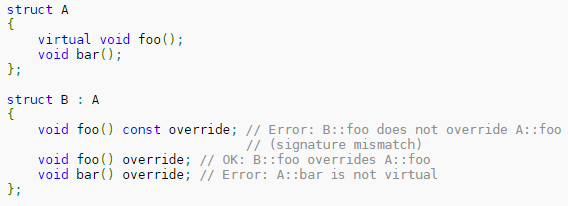 struct A
{
    virtual void foo();
    void bar();
};

struct B : A
{
    void foo() const override; // Error: B::foo does not override A::foo
                               // (signature mismatch)
    void foo() override; // OK: B::foo overrides A::foo
    void bar() override; // Error: A::bar is not virtual
};